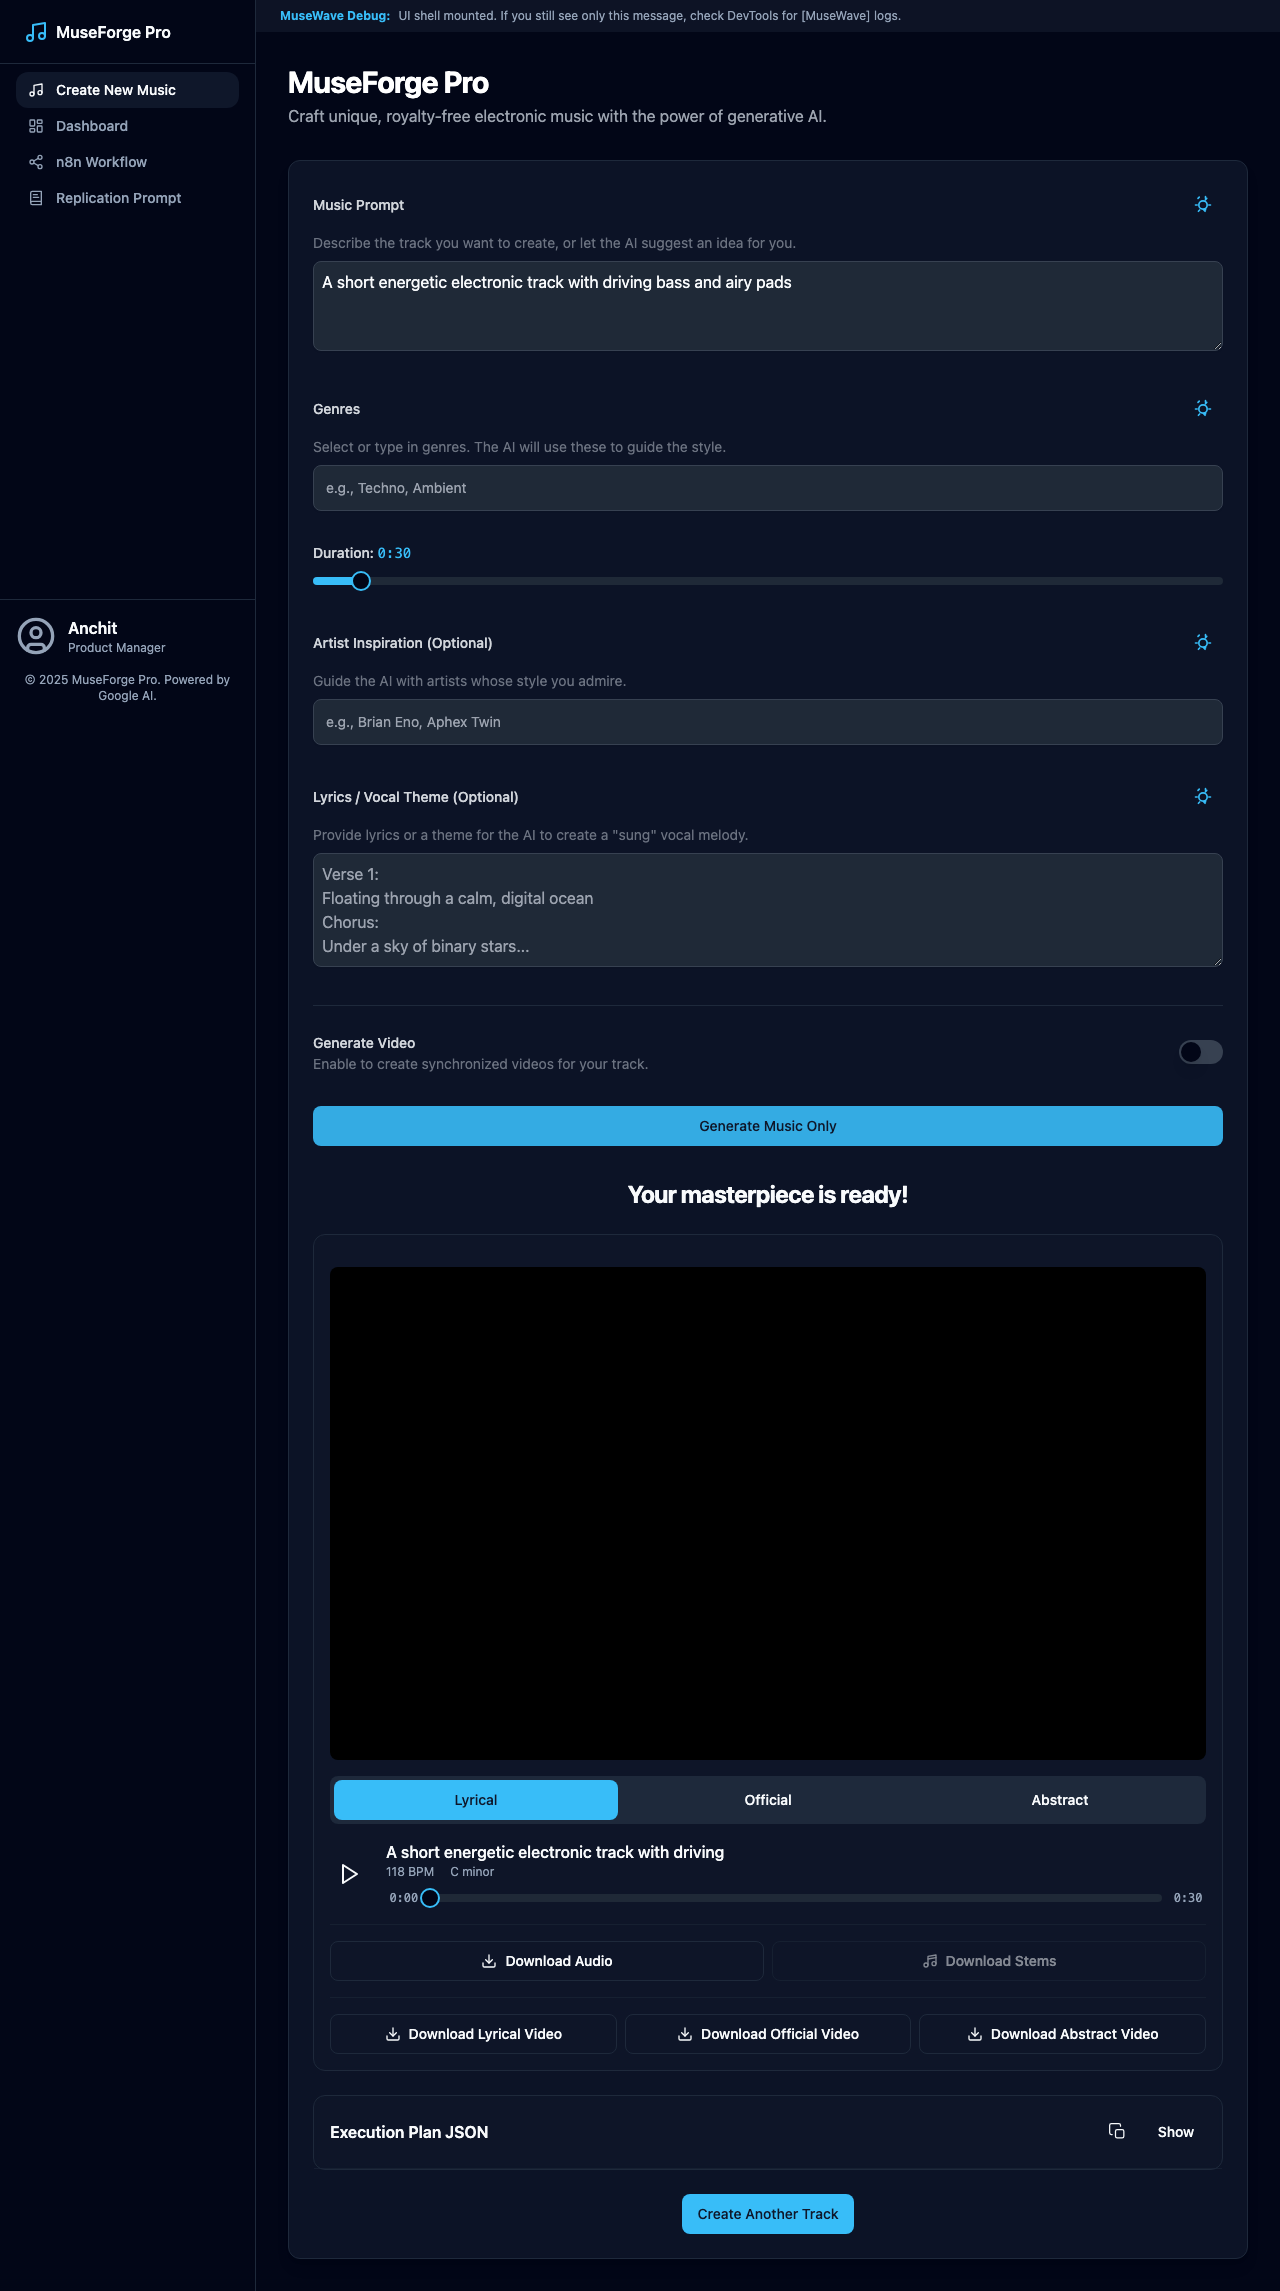 MuseForge Pro
Create New Music
Dashboard
n8n Workflow
Replication Prompt
Anchit
Product Manager
© 2025 MuseForge Pro. Powered by
Google AI.
MuseWave Debug: UI shell mounted. If you still see only this message, check DevTools for [MuseWave] logs.
MuseForge Pro
Craft unique, royalty-free electronic music with the power of generative AI.
Music Prompt
Describe the track you want to create, or let the AI suggest an idea for you.
A short energetic electronic track with driving bass and airy pads
Genres
Select or type in genres. The AI will use these to guide the style.
e.g., Techno, Ambient
Duration: 0:30
Artist Inspiration (Optional)
Guide the AI with artists whose style you admire.
e.g., Brian Eno, Aphex Twin
Lyrics / Vocal Theme (Optional)
Provide lyrics or a theme for the AI to create a "sung" vocal melody.
Verse 1:
Floating through a calm, digital ocean
Chorus:
Under a sky of binary stars...
Generate Video
Enable to create synchronized videos for your track.
Generate Music Only
Your masterpiece is ready!
Lyrical Official Abstract
A short energetic electronic track with driving
118 BPM C minor
0:00 0:30
Download Audio Download Stems
Download Lyrical Video Download Official Video Download Abstract Video
Execution Plan JSON Show
Create Another Track